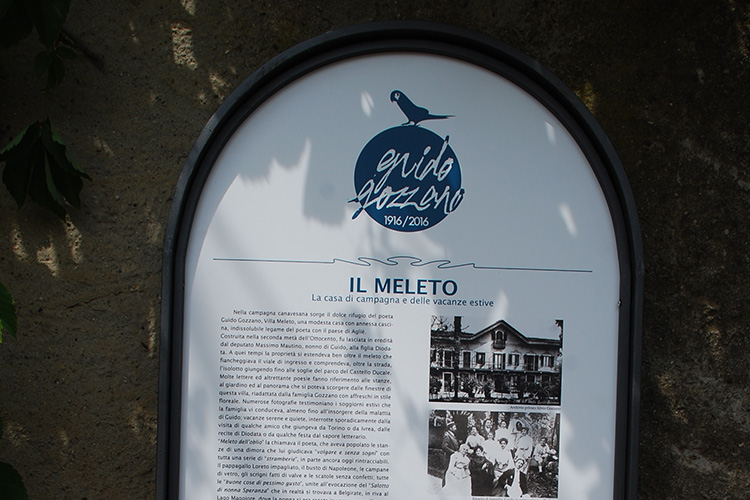 guido
gozzano
1916/2016
IL MELETO
La casa di campagna e delle vacanze estive
Nella campagna canavesana sorge il dolce rifugio del poeta
Guido Gozzano, Villa Meleto, una modesta casa con annessa casci-
na, indissolubile legame del poeta con il paese di Agliè.
Costruita nella seconda metà dell'Ottocento, fu lasciata in eredità
dal deputato Massimo Mautino, nonno di Guido, alla figlia Dioda-
ta. A quei tempi la proprietà si estendeva ben oltre il meleto che
fiancheggiava il viale di ingresso e comprendeva, oltre la strada,
l'isolotto giungendo fino alle soglie del parco del Castello Ducale.
Molte lettere ed altrettante poesie fanno riferimento alle stanze,
al giardino ed al panorama che si poteva scorgere dalle finestre di
questa villa, riadattata dalla famiglia Gozzano con affreschi in stile
floreale. Numerose fotografie testimoniano i soggiorni estivi che
la famiglia vi conduceva, almeno fino all'insorgere della malattia
di Guido; vacanze serene e quiete, interrotte sporadicamente dalla
visita di qualche amico che giungeva da Torino o da Ivrea, dalle
recite di Diodata o da qualche festa dal sapore letterario.
"Meleto dell'oblio" la chiamava il poeta, che aveva popolato le stan-
ze di una dimora che lui giudicava "volpare e senza sogni" con
tutta una serie di "stramberie", in parte ancora oggi rintracciabili.
Il pappagallo Loreto impagliato, il busto di Napoleone, le campane
di vetro, gli scrigni fatti di valve e le scatole senza confetti: tutte
le "buone cose di pessimo gusto", unite all'evocazione del "Salotto
di nonna Speranza" che in realtà si trovava a Belgirate, in riva al
Lago Maggiore, dove la nonna si era